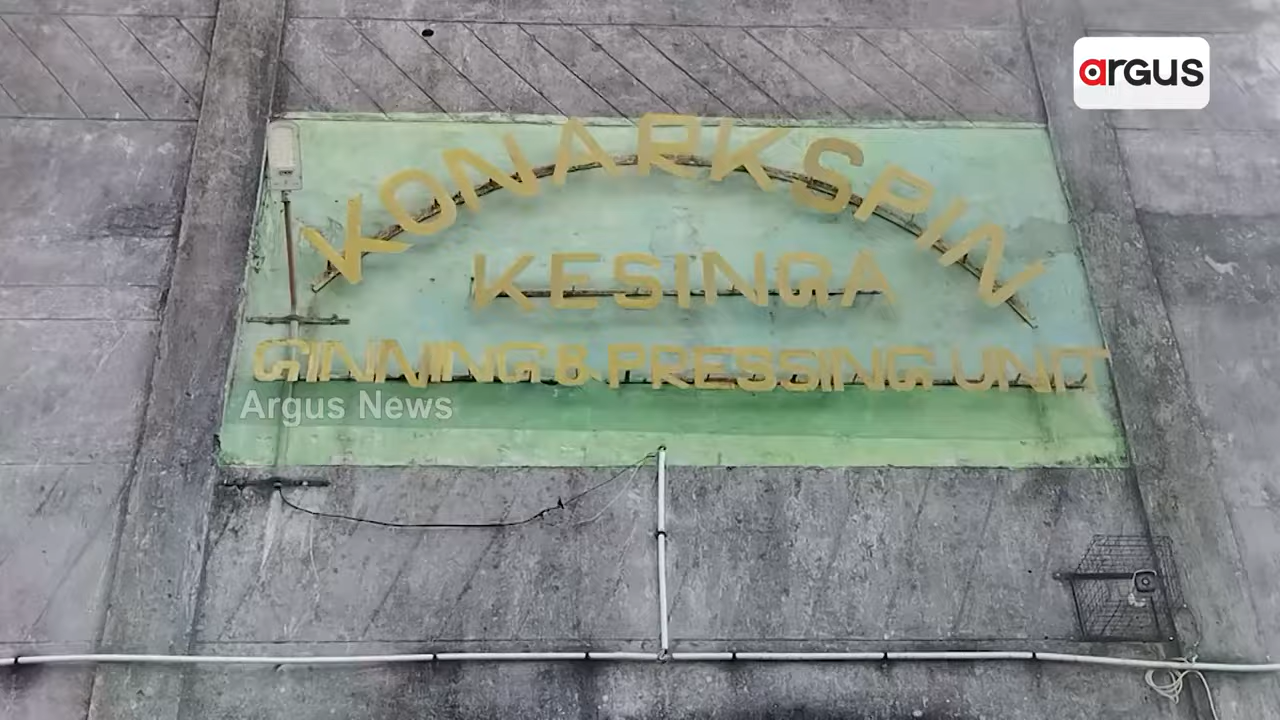 argus
KONARKSPIN
KESINGA
GINNING & PRESSING UNIT
Argus News